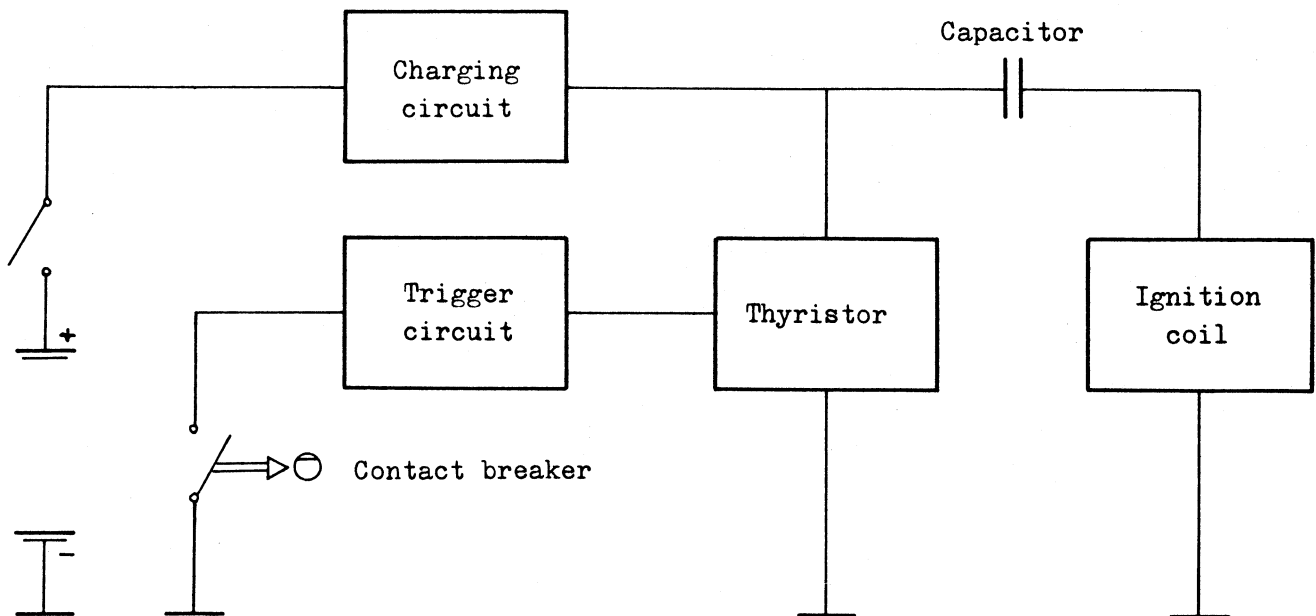 Capacitor
Charging
circuit
+
Trigger
circuit
Thyristor
Ignition
coil
Contact breaker
-